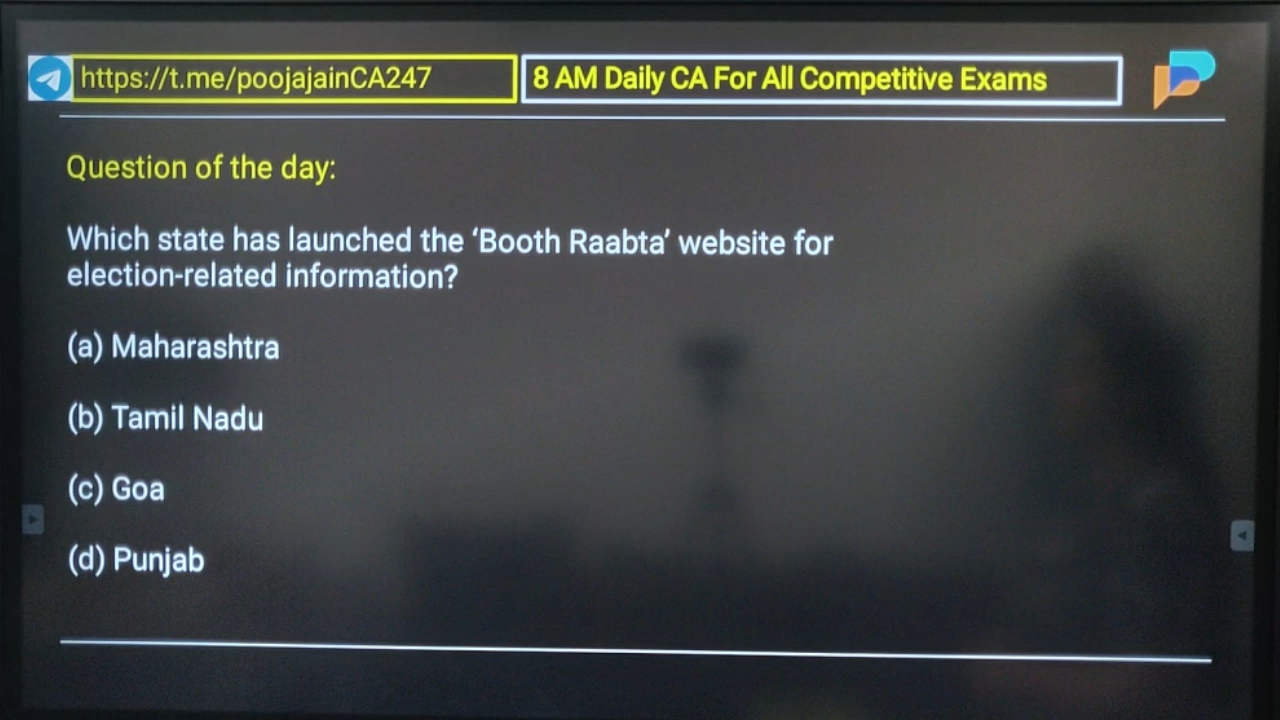 https://t.me/poojajainCA247
8 AM Daily CA For All Competitive Exams
Question of the day:
Which state has launched the ‘Booth Raabta’ website for
election-related information?
(a) Maharashtra
(b) Tamil Nadu
(c) Goa
(d) Punjab